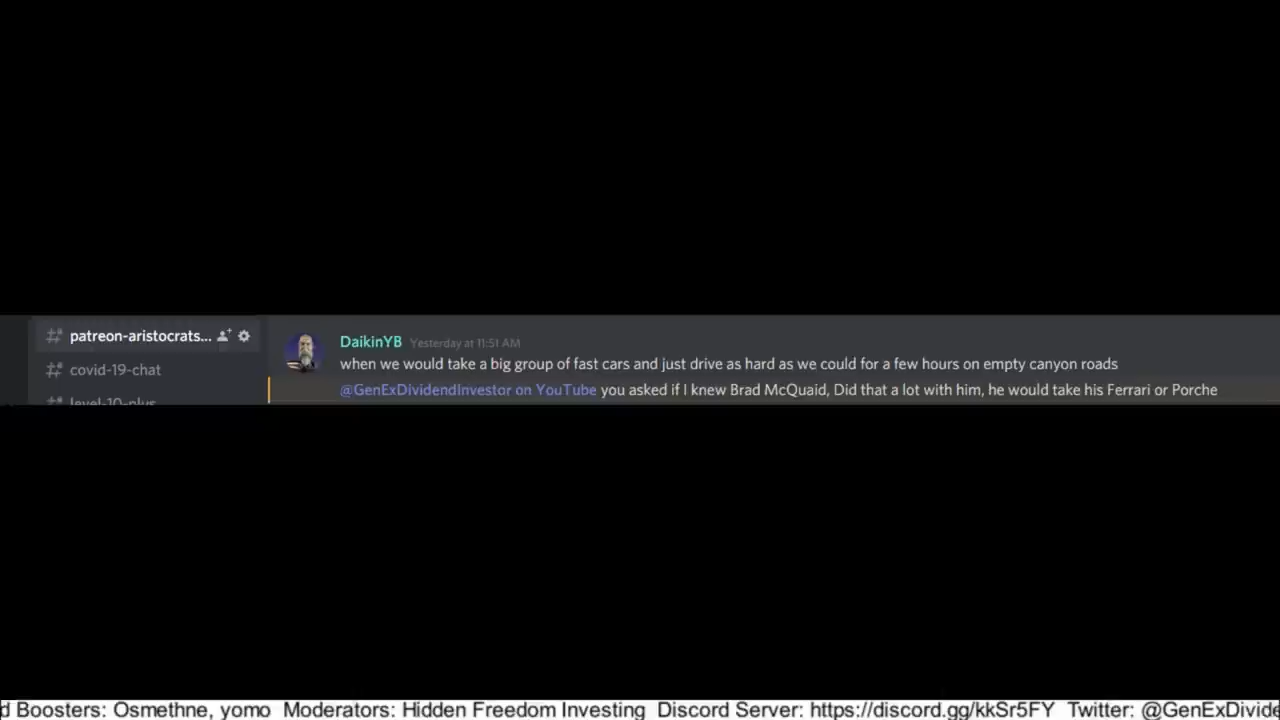 patreon-aristocrats...
covid-19-chat
level-10-plus
DaikinYB Yesterday at 11:51 AM
when we would take a big group of fast cars and just drive as hard as we could for a few hours on empty canyon roads
@GenExDividendInvestor on YouTube you asked if I knew Brad McQuaid, Did that a lot with him, he would take his Ferrari or Porche
d Boosters: Osmethne, yomo Moderators: Hidden Freedom Investing Discord Server: https://discord.gg/kkSr5FY Twitter: @GenExDivide